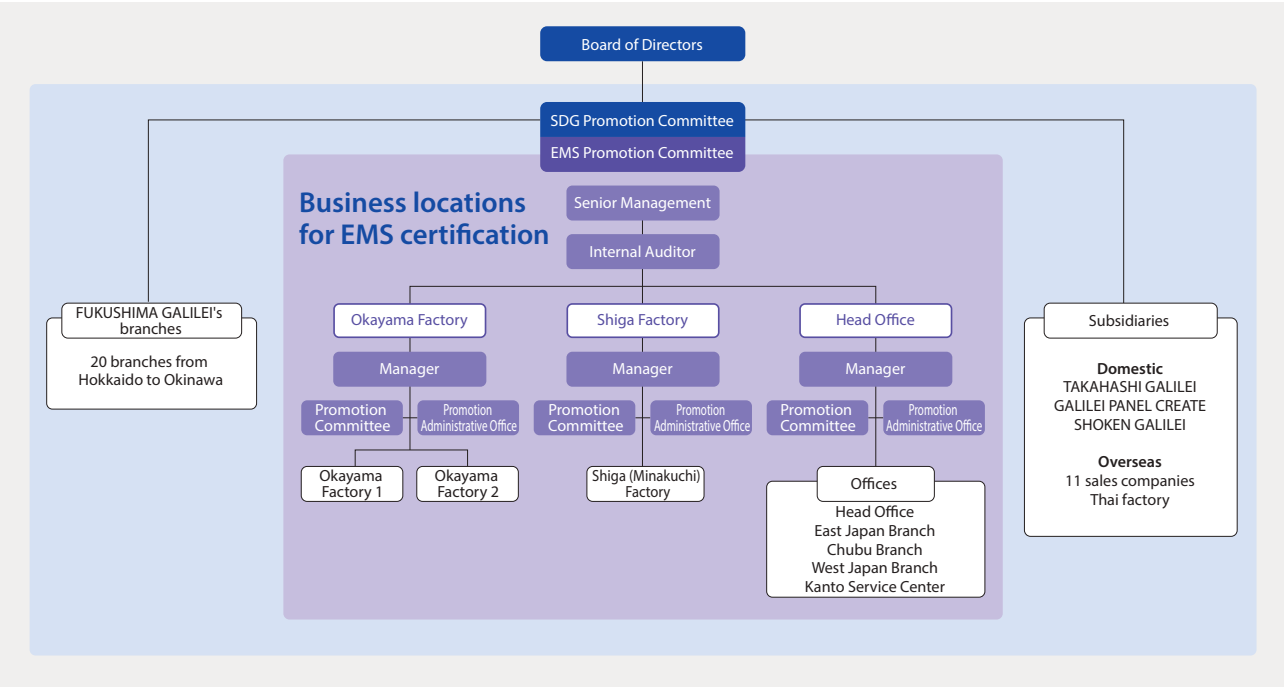 Board of Directors
SDG Promotion Committee
EMS Promotion Committee
Business locations
for EMS certification
Senior Management
Internal Auditor
FUKUSHIMA GALILEI's
branches
20 branches from
Hokkaido to Okinawa
Okayama Factory
Manager
Promotion
Committee
Promotion
Administrative Office
Okayama
Factory 1
Okayama
Factory 2
Shiga Factory
Manager
Promotion
Committee
Promotion
Administrative Office
Shiga (Minakuchi)
Factory
Head Office
Manager
Promotion
Committee
Promotion
Administrative Office
Offices
Head Office
East Japan Branch
Chubu Branch
West Japan Branch
Kanto Service Center
Subsidiaries
Domestic
TAKAHASHI GALILEI
GALILEI PANEL CREATE
SHOKEN GALILEI
Overseas
11 sales companies
Thai factory